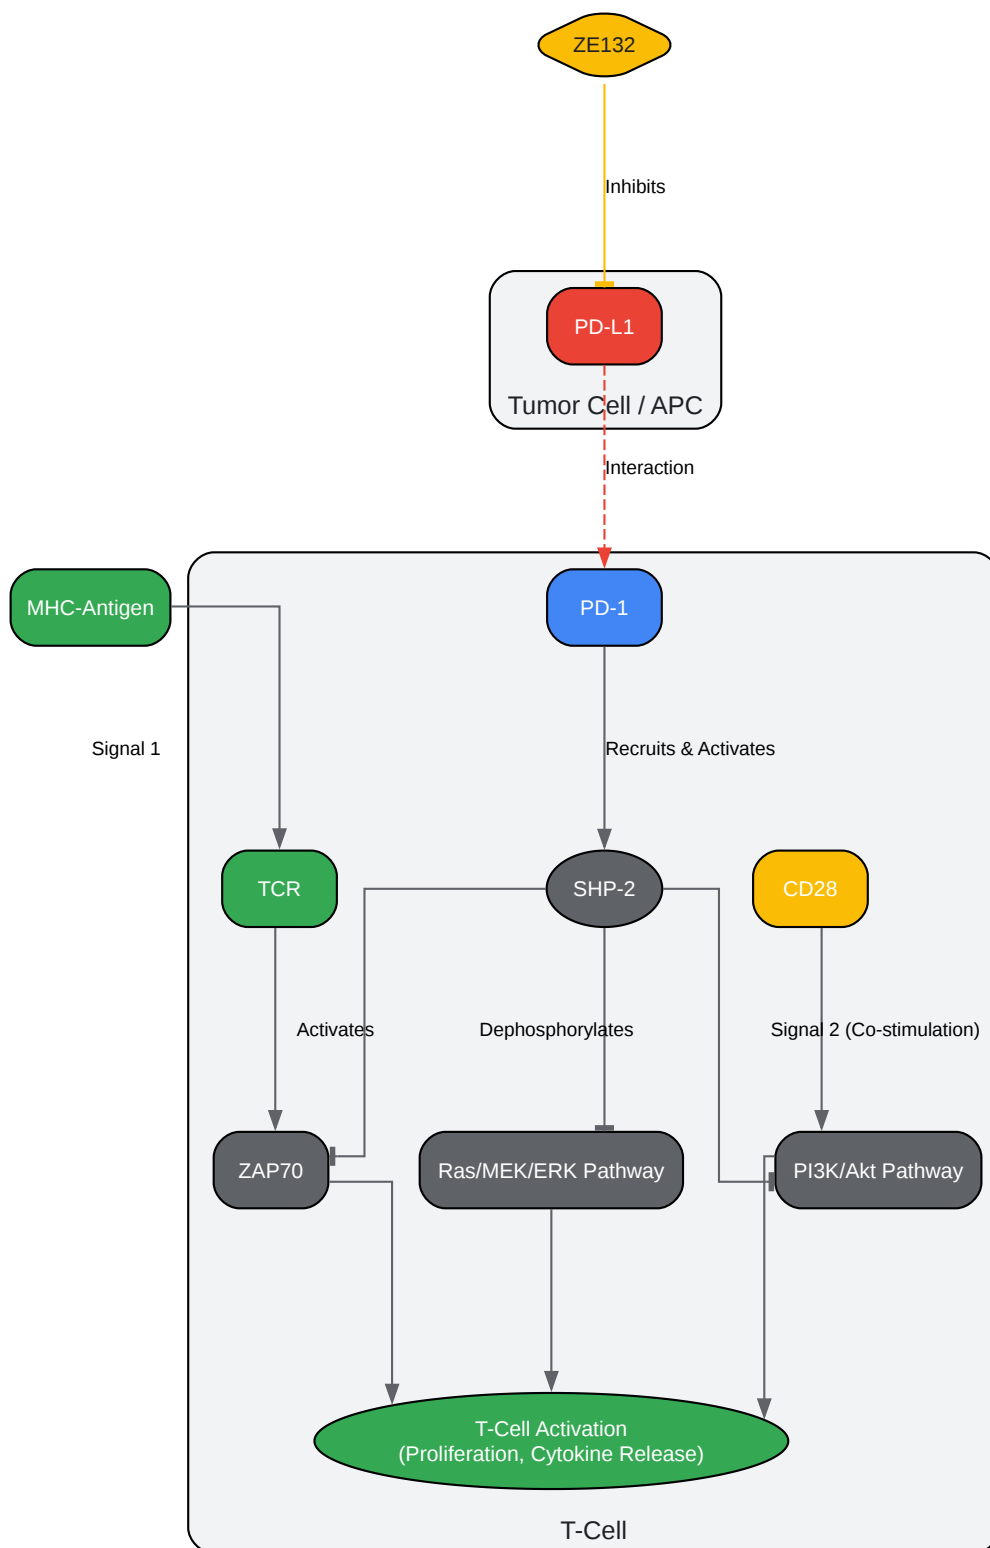 ZE132
Inhibits
PD-L1
Tumor Cell / APC
Interaction
MHC-Antigen
PD-1
Signal 1
Recruits & Activates
TCR
SHP-2
CD28
Activates
Dephosphorylates
Signal 2 (Co-stimulation)
ZAP70
Ras/MEK/ERK Pathway
PI3K/Akt Pathway
T-Cell Activation
(Proliferation, Cytokine Release)
T-Cell